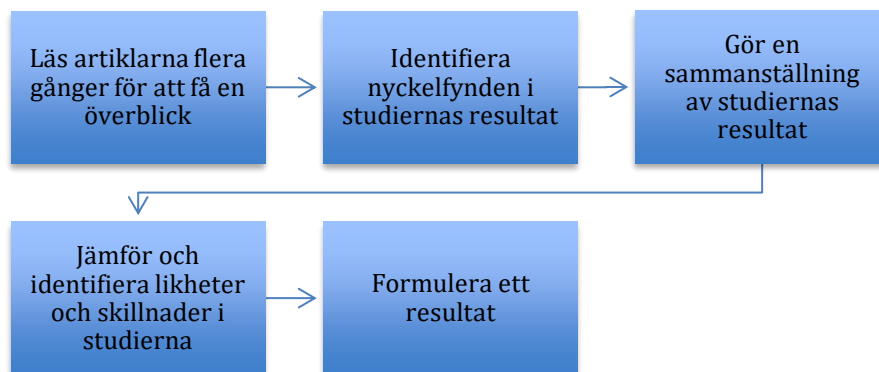 Läs artiklarna flera
gånger för att få en
överblick
Identifiera
nyckelfynden i
studiernas resultat
Gör en
sammanställning
av studiernas
resultat
Jämför och
identifiera likheter
och skillnader i
studierna
Formulera ett
resultat